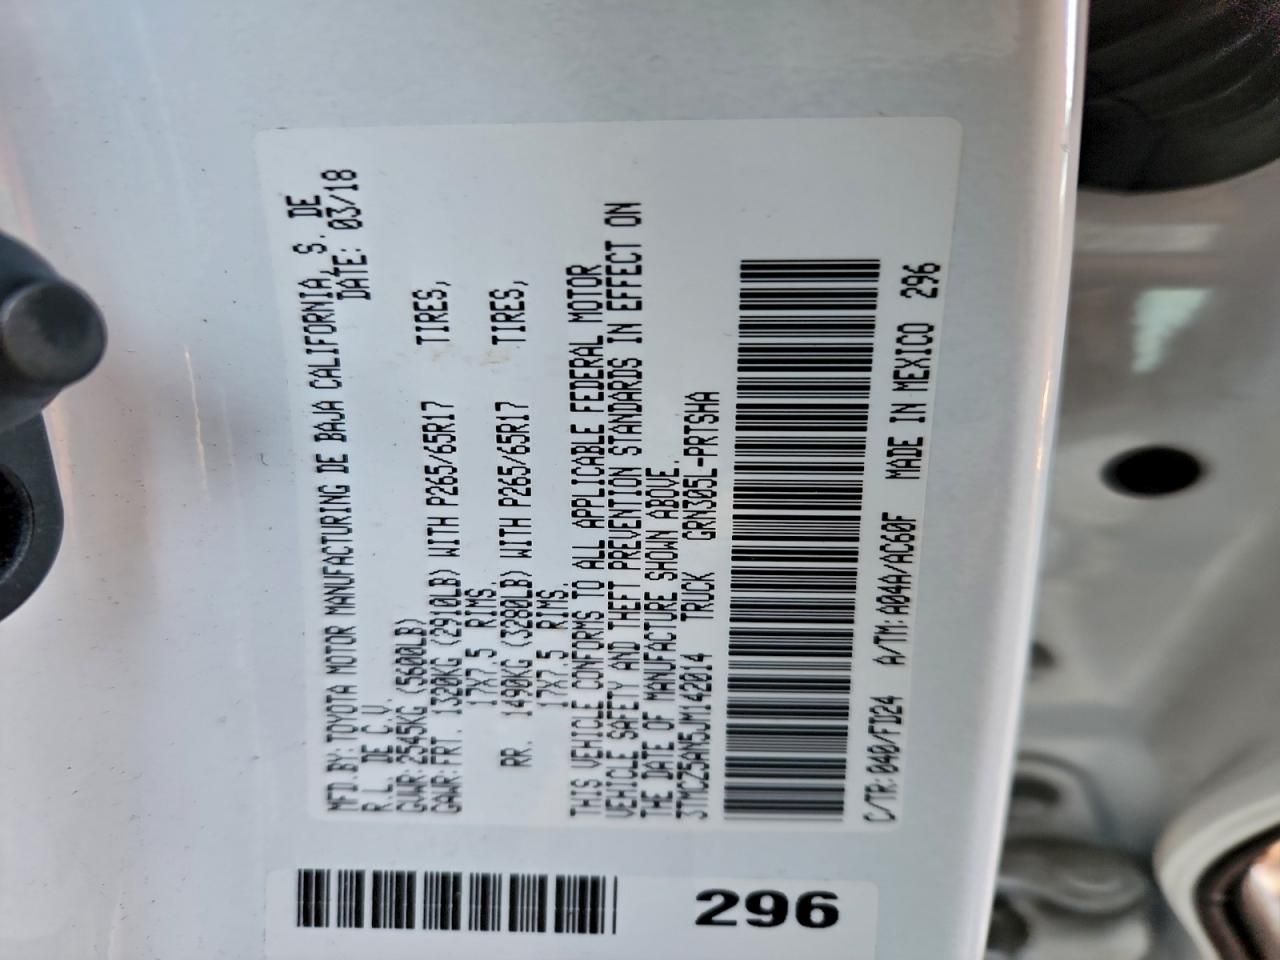 MFD. BY: TOYOTA MOTOR MANUFACTURING DE BAJA CALIFORNIA, S. DE
R.L. DE C.V. DATE: 03/18
GVWR: 2545KG (5600LB)
GAWR: FRT. 1320KG (2910LB) WITH P265/65R17 TIRES,
17X7.5 RIMS.
RR. 1490KG (3280LB) WITH P265/65R17 TIRES,
17X7.5 RIMS.
THIS VEHICLE CONFORMS TO ALL APPLICABLE FEDERAL MOTOR
VEHICLE SAFETY AND THEFT PREVENTION STANDARDS IN EFFECT ON
THE DATE OF MANUFACTURE SHOWN ABOVE.
3TMCZ5AN5JM142014 TRUCK GRN305L-PRTSHA
C/TR: 040/FD24 A/TM: A04A/AC60F MADE IN MEXICO 296
296